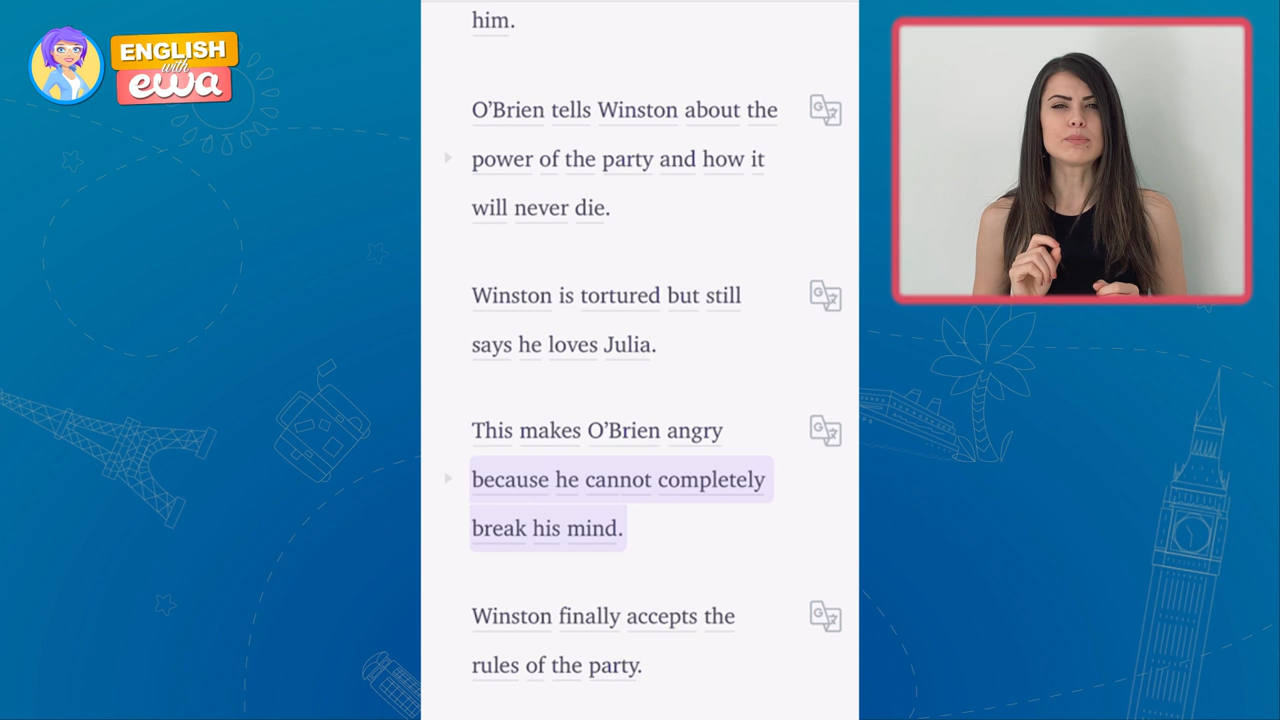 ENGLISH
with
ewa
him.
O’Brien tells Winston about the
power of the party and how it
will never die.
Winston is tortured but still
says he loves Julia.
This makes O’Brien angry
because he cannot completely
break his mind.
Winston finally accepts the
rules of the party.